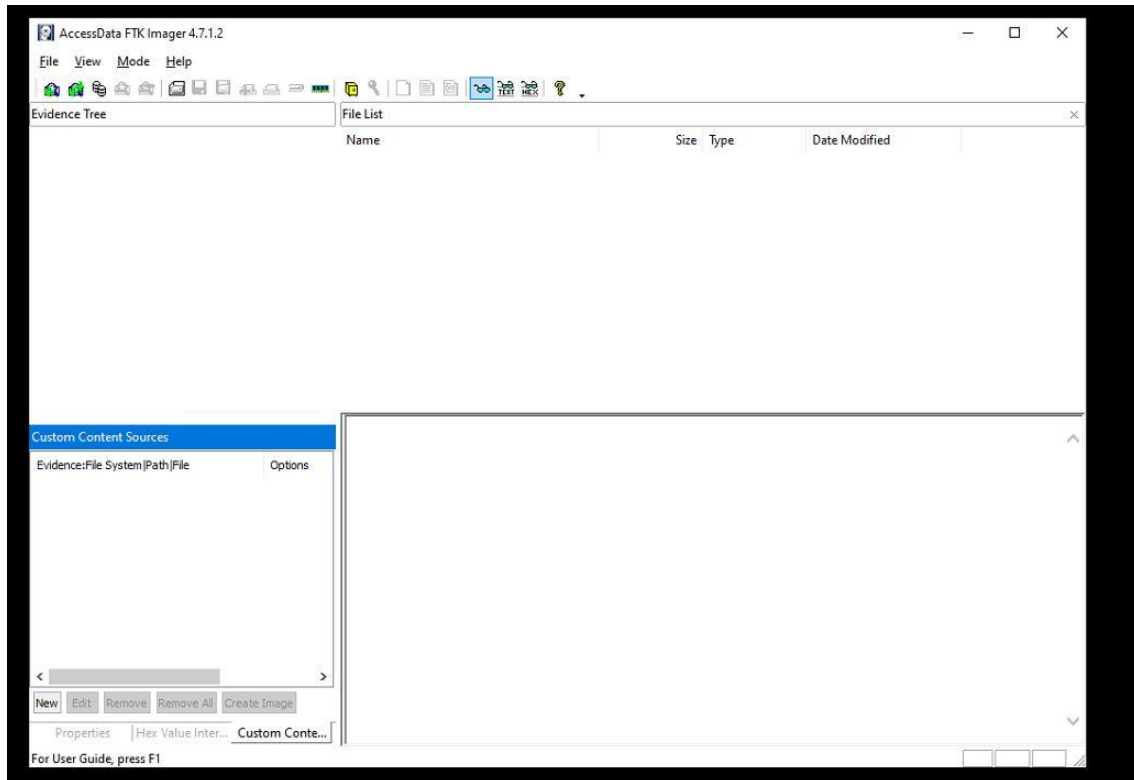 AccessData FTK Imager 4.7.1.2
File View Mode Help
TEXT HEX
Evidence Tree
File List
Name Size Type Date Modified
Custom Content Sources
Evidence:File System|Path|File Options
New Edit Remove Remove All Create Image
Properties Hex Value Inter... Custom Conte...
For User Guide, press F1